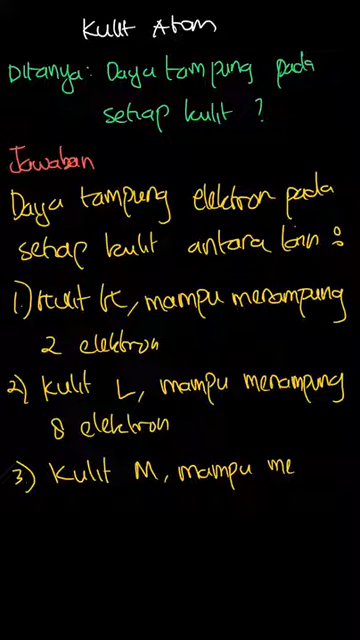 Kulit Atom
Ditanya: Daya tampung pada
setiap kulit ?
Jawaban
Daya tampung elektron pada
setiap kulit antara lain :
1.) Kulit K, mampu menampung
2 elektron
2) Kulit L, mampu menampung
8 elektron
3) Kulit M, mampu me